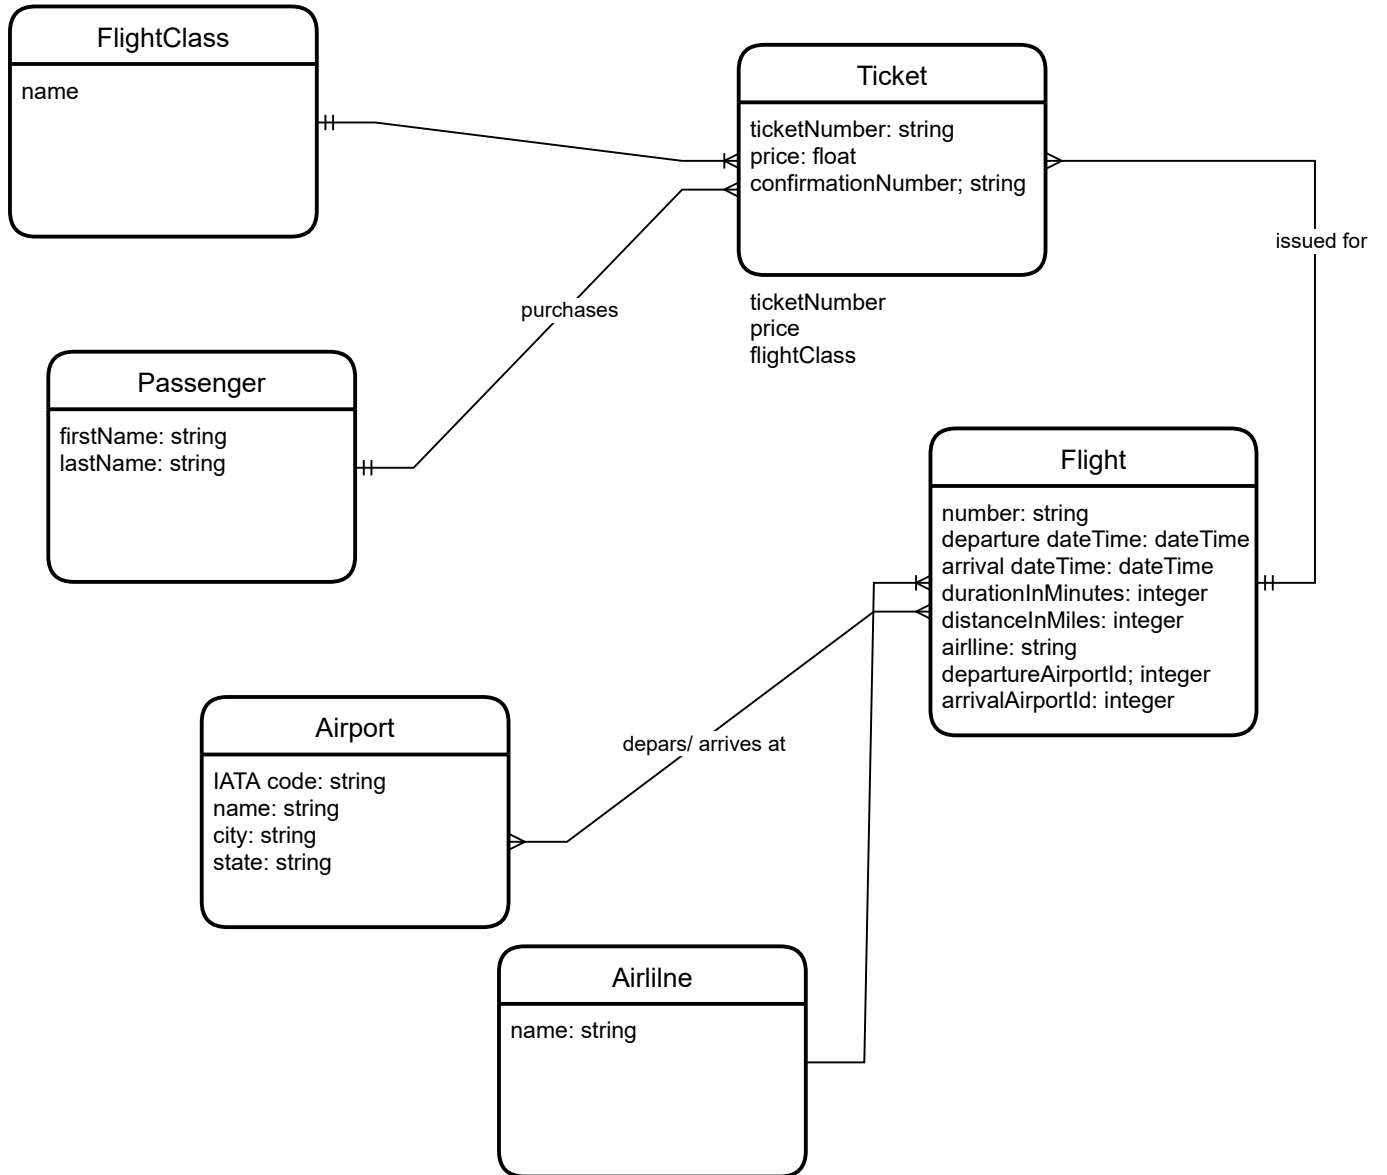 FlightClass
name
Ticket
ticketNumber: string
price: float
confirmationNumber; string
issued for
ticketNumber
price
flightClass
purchases
Passenger
firstName: string
lastName: string
Flight
number: string
departure dateTime: dateTime
arrival dateTime: dateTime
durationInMinutes: integer
distanceInMiles: integer
airlline: string
departureAirportId; integer
arrivalAirportId: integer
depars/ arrives at
Airport
IATA code: string
name: string
city: string
state: string
Airlilne
name: string